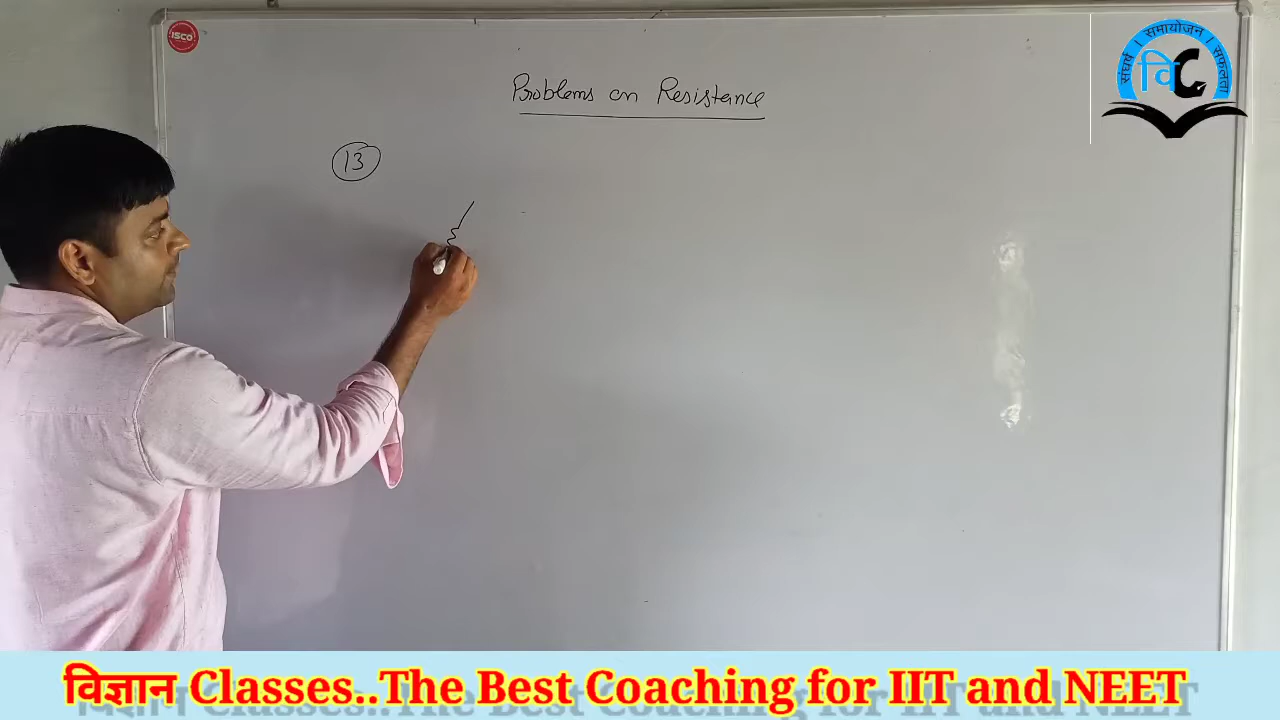 ISCO
संघर्ष । समायोजन । सफलता
वि C
Problems on Resistance
13
विज्ञान Classes..The Best Coaching for IIT and NEET